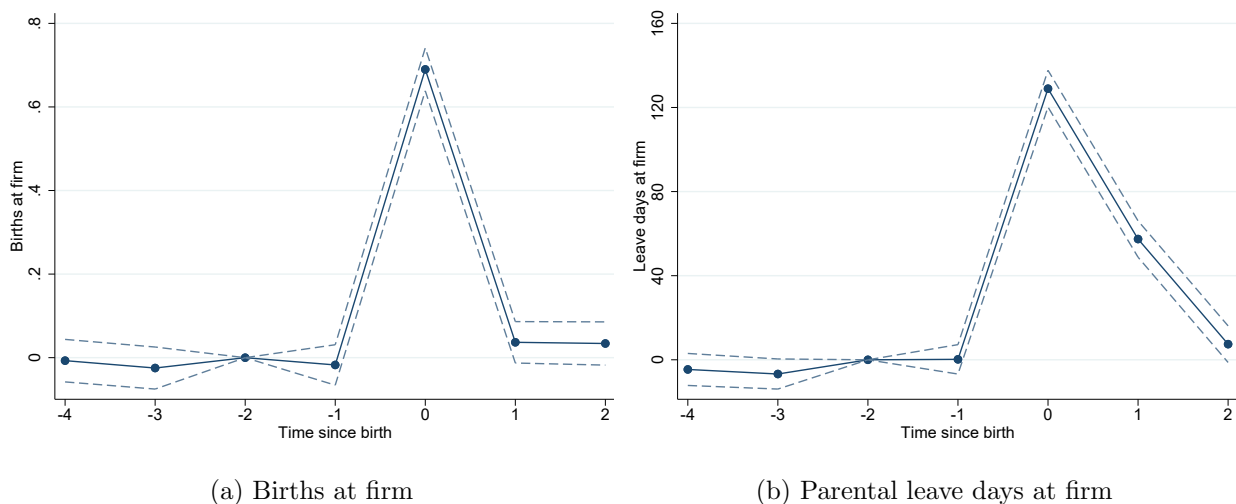 .8
.6
.4
.2
0
Births at firm
-4 -3 -2 -1 0 1 2
Time since birth
(a) Births at firm
160
120
80
40
0
Leave days at firm
-4 -3 -2 -1 0 1 2
Time since birth
(b) Parental leave days at firm